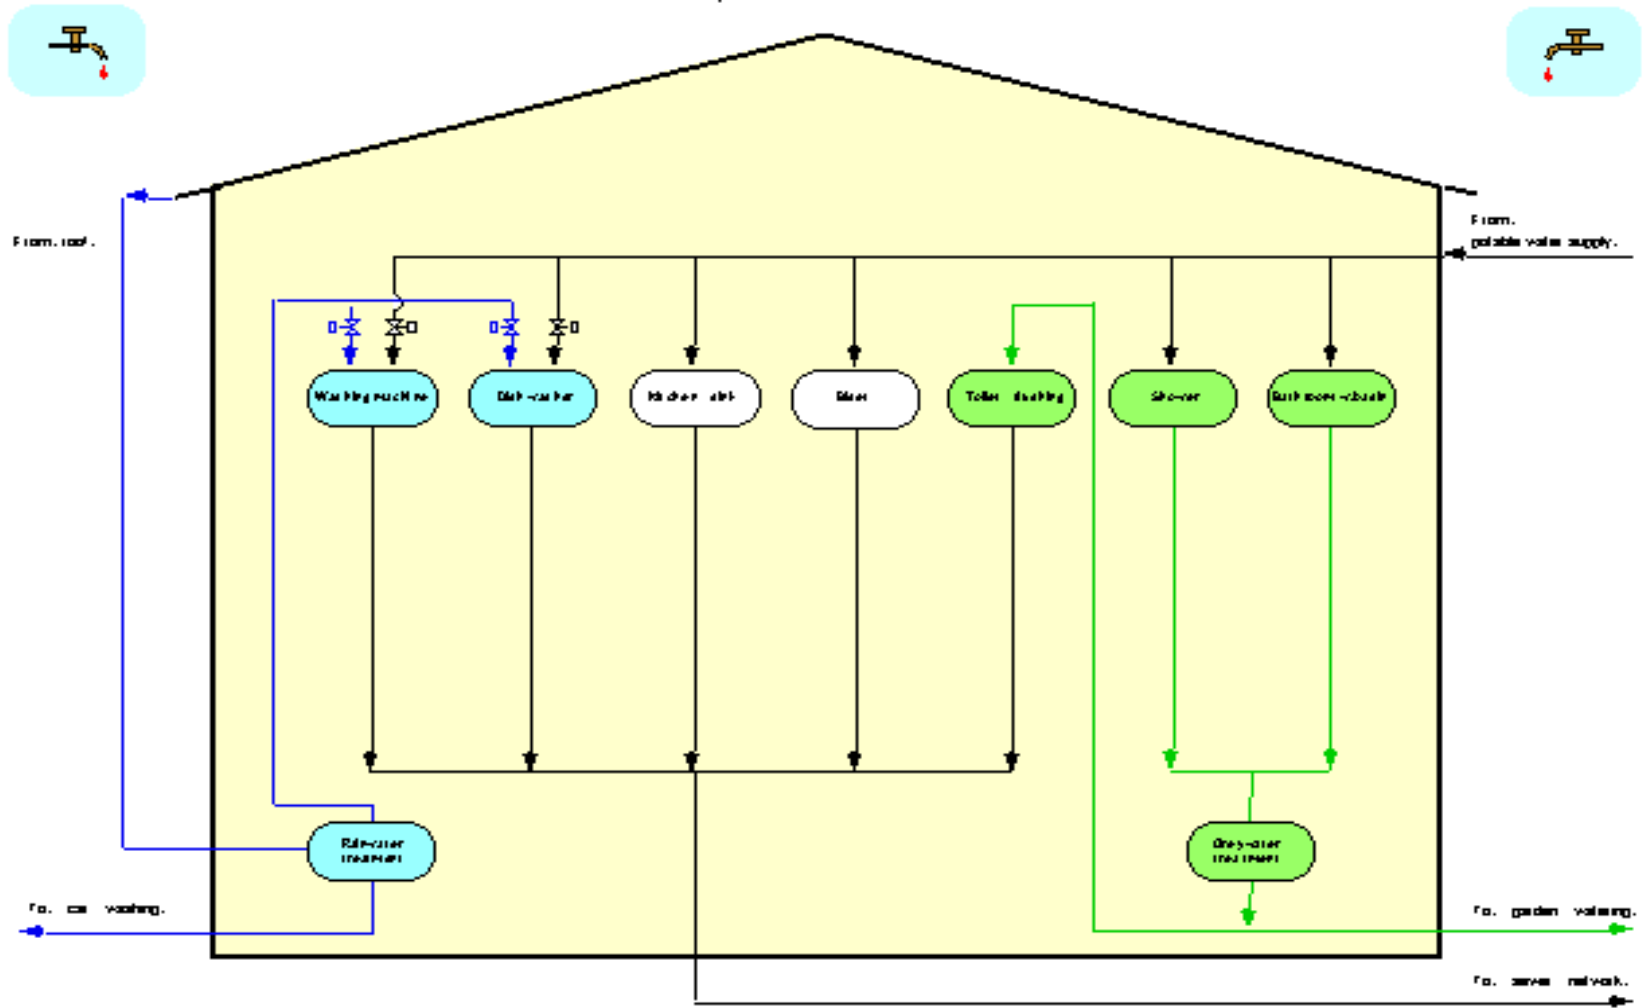 From. roof.
From.
potable water supply.
Washing machine
Dish-washer
Kitchen sink
Toilet flushing
Shower
Rain-water
treatment
Grey-water
treatment
To. car washing.
To. garden watering.
To. sewer network.